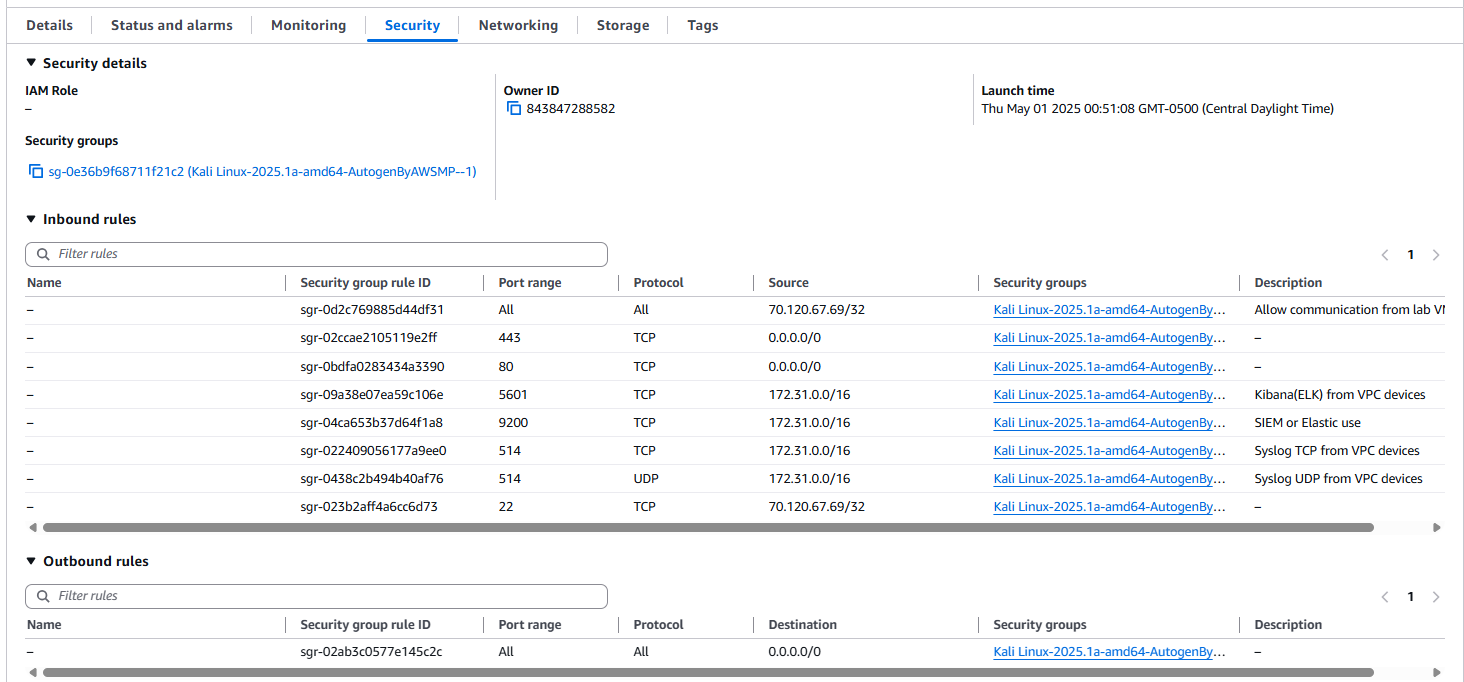 Details Status and alarms Monitoring Security Networking Storage Tags
▼ Security details
IAM Role Owner ID Launch time
– 843847288582 Thu May 01 2025 00:51:08 GMT-0500 (Central Daylight Time)
Security groups
sg-0e36b9f68711f21c2 (Kali Linux-2025.1a-amd64-AutogenByAWSMP--1)
▼ Inbound rules
Filter rules 1
Name Security group rule ID Port range Protocol Source Security groups Description
– sgr-0d2c769885d44df31 All All 70.120.67.69/32 Kali Linux-2025.1a-amd64-AutogenBy… Allow communication from lab
– sgr-02ccae2105119e2ff 443 TCP 0.0.0.0/0 Kali Linux-2025.1a-amd64-AutogenBy… –
– sgr-0bdfa0283434a3390 80 TCP 0.0.0.0/0 Kali Linux-2025.1a-amd64-AutogenBy… –
– sgr-09a38e07ea59c106e 5601 TCP 172.31.0.0/16 Kali Linux-2025.1a-amd64-AutogenBy… Kibana(ELK) from VPC devices
– sgr-04ca653b37d64f1a8 9200 TCP 172.31.0.0/16 Kali Linux-2025.1a-amd64-AutogenBy… SIEM or Elastic use
– sgr-022409056177a9ee0 514 TCP 172.31.0.0/16 Kali Linux-2025.1a-amd64-AutogenBy… Syslog TCP from VPC devices
– sgr-0438c2b494b40af76 514 UDP 172.31.0.0/16 Kali Linux-2025.1a-amd64-AutogenBy… Syslog UDP from VPC devices
– sgr-023b2aff4a6cc6d73 22 TCP 70.120.67.69/32 Kali Linux-2025.1a-amd64-AutogenBy… –
▼ Outbound rules
Filter rules 1
Name Security group rule ID Port range Protocol Destination Security groups Description
– sgr-02ab3c0577e145c2c All All 0.0.0.0/0 Kali Linux-2025.1a-amd64-AutogenBy… –